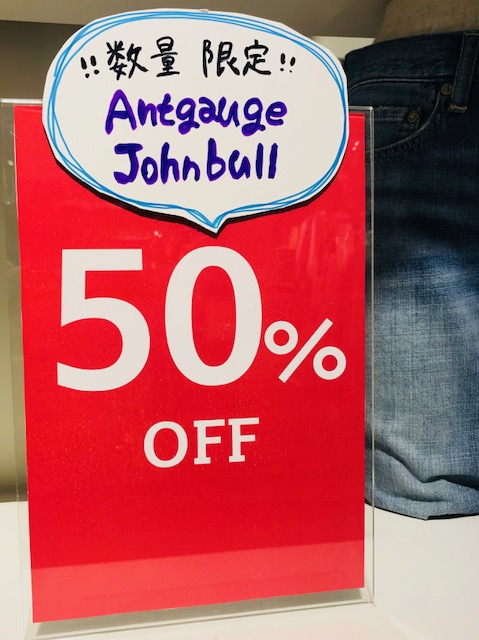 !!数量 限定!!
Antgauge
Johnbull
50%
OFF